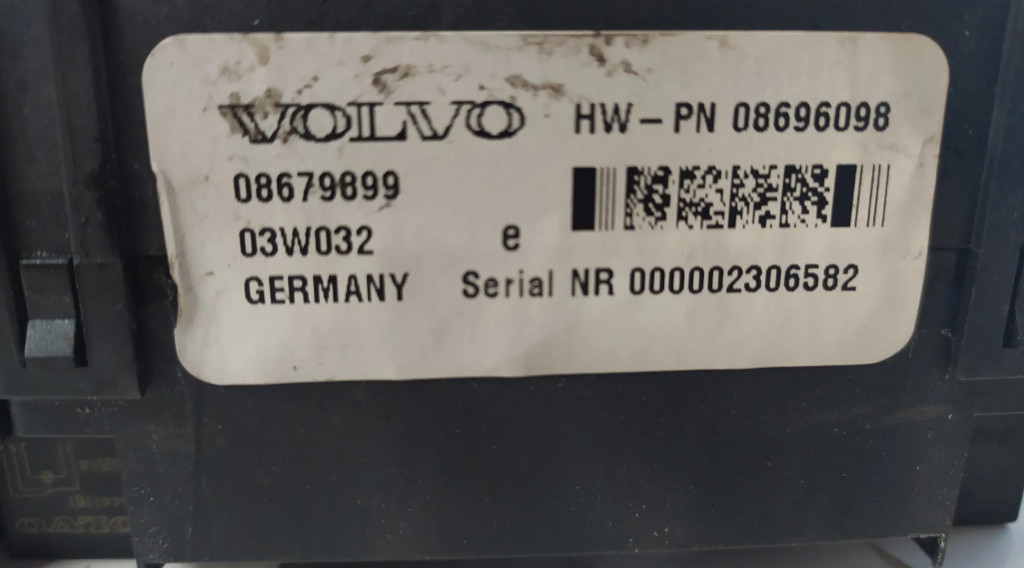 VOLVO
HW-PN 08696098
08679899
03W032
e
GERMANY
Serial NR 000002306582